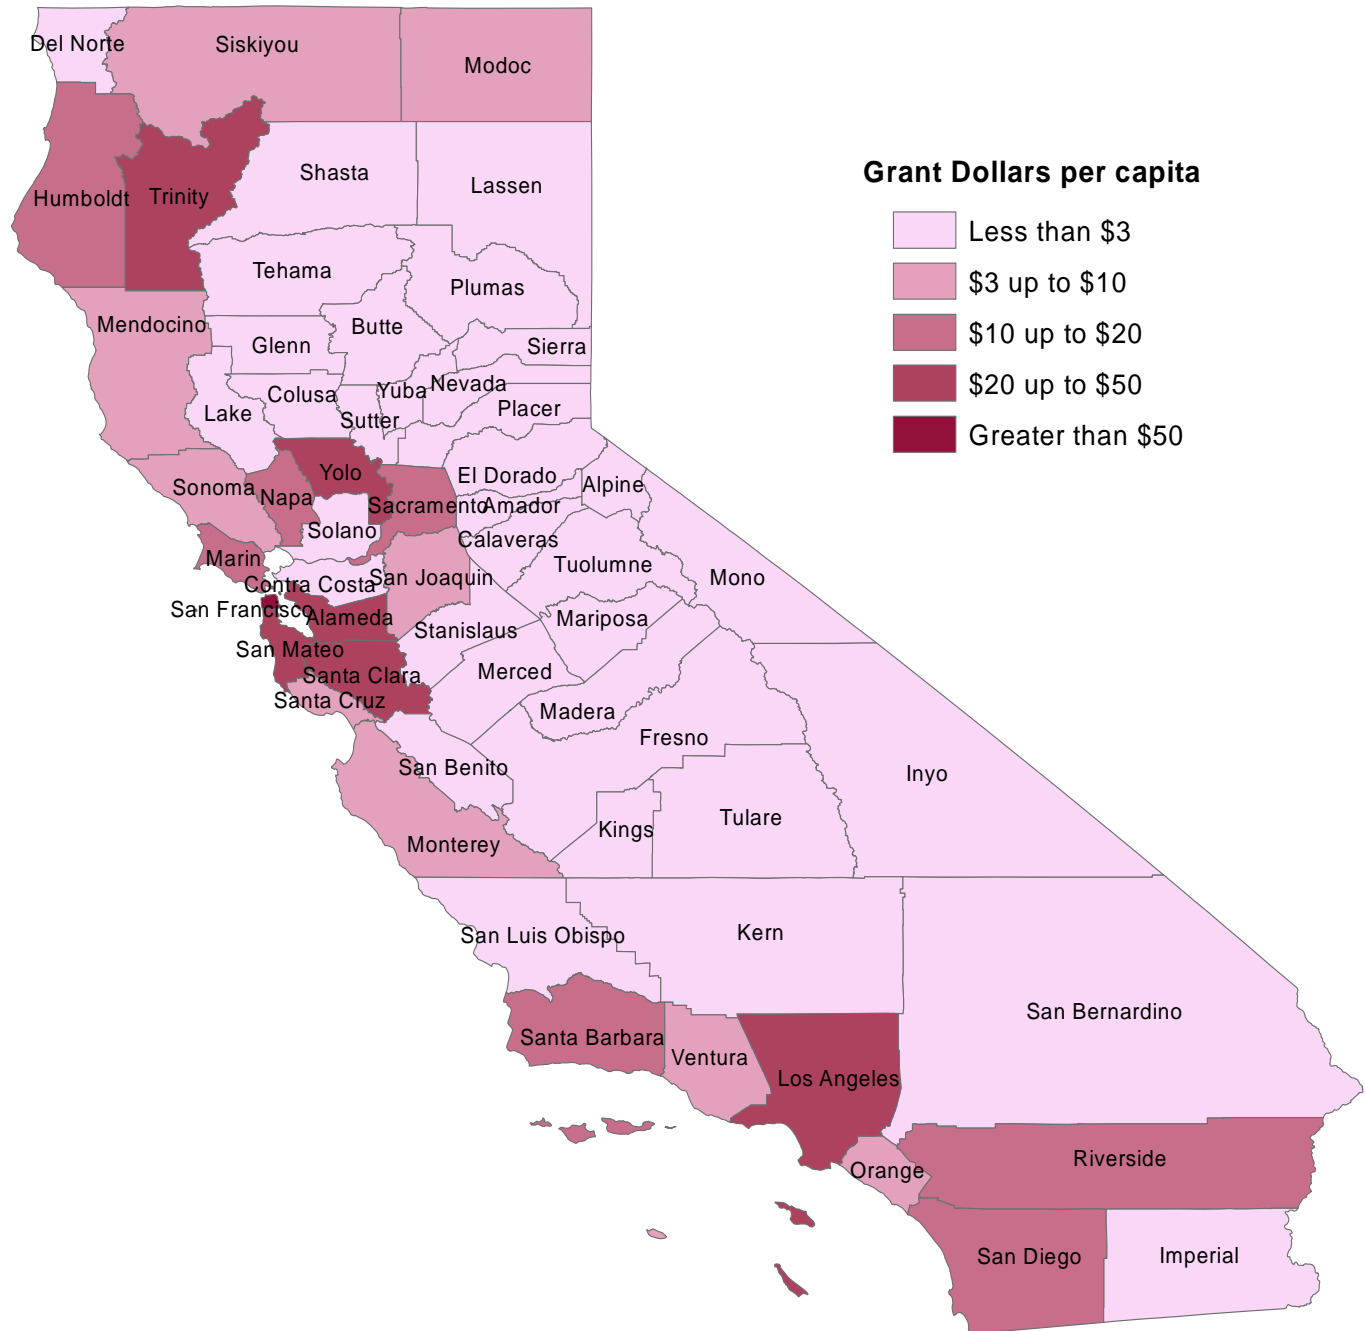 Del Norte
Siskiyou
Modoc
Grant Dollars per capita
Less than $3
$3 up to $10
$10 up to $20
$20 up to $50
Greater than $50
Shasta
Lassen
Humboldt
Trinity
Tehama
Plumas
Mendocino
Butte
Glenn
Sierra
Colusa
Yuba
Nevada
Lake
Sutter
Placer
Yolo
El Dorado
Alpine
Sonoma
Napa
Sacramento
Amador
Solano
Calaveras
Marin
Tuolumne
Contra Costa
San Joaquin
Mono
San Francisco
Alameda
Mariposa
Stanislaus
San Mateo
Santa Clara
Merced
Santa Cruz
Madera
Fresno
San Benito
Inyo
Kings
Tulare
Monterey
San Luis Obispo
Kern
San Bernardino
Santa Barbara
Ventura
Los Angeles
Orange
Riverside
San Diego
Imperial